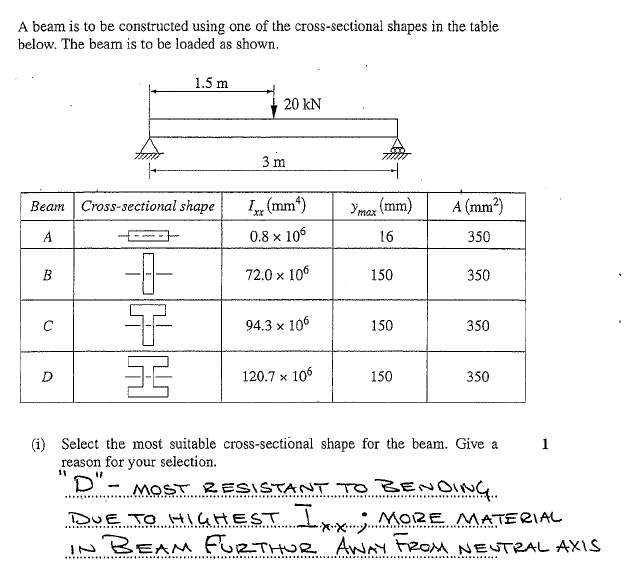 A beam is to be constructed using one of the cross-sectional shapes in the table
below. The beam is to be loaded as shown.
1.5 m
20 kN
3 m
Beam Cross-sectional shape Ixx (mm⁴) ymax (mm) A (mm²)
A 0.8 × 10⁶ 16 350
B 72.0 × 10⁶ 150 350
C 94.3 × 10⁶ 150 350
D 120.7 × 10⁶ 150 350
(i) Select the most suitable cross-sectional shape for the beam. Give a 1
reason for your selection.
"D" - MOST RESISTANT TO BENDING
DUE TO HIGHEST Ixx ; MORE MATERIAL
IN BEAM FURTHUR AWAY FROM NEUTRAL AXIS